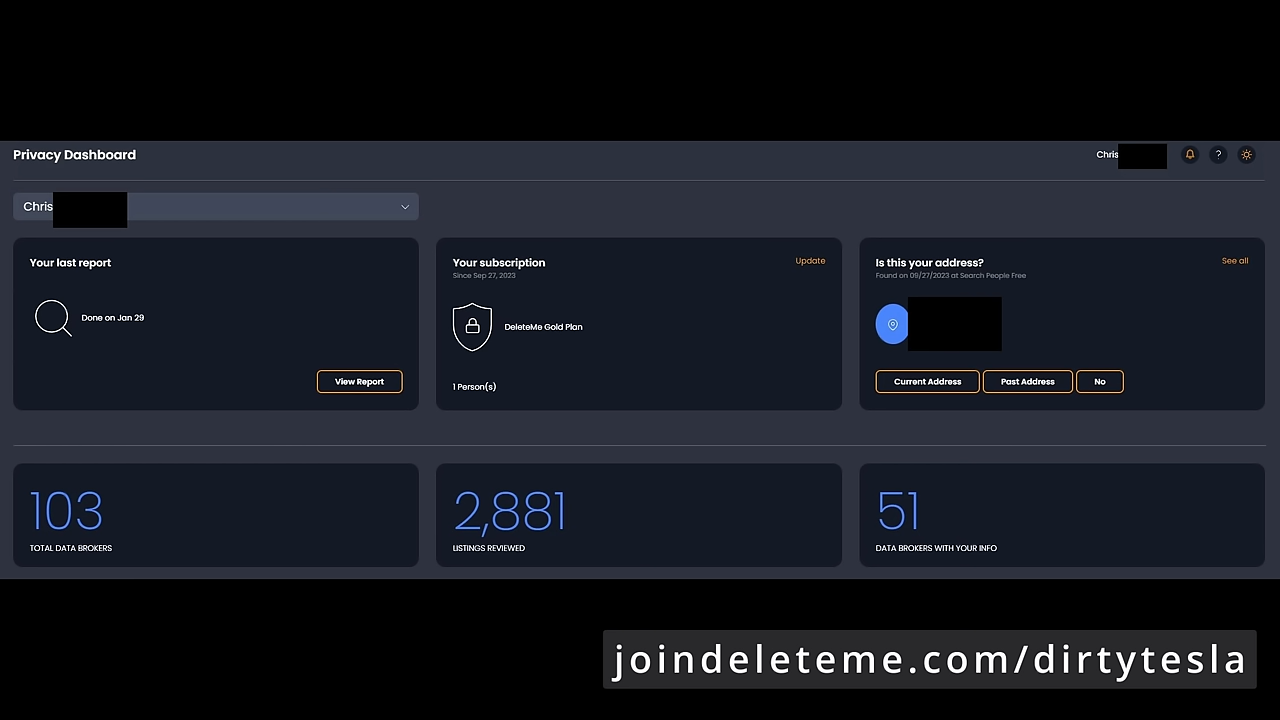 Privacy Dashboard
Chris
?
Chris
Your last report
Done on Jan 29
View Report
Your subscription
Update
Since Sep 27, 2023
DeleteMe Gold Plan
1 Person(s)
Is this your address?
See all
Found on 09/27/2023 at Search People Free
Current Address
Past Address
No
103
TOTAL DATA BROKERS
2,881
LISTINGS REVIEWED
51
DATA BROKERS WITH YOUR INFO
joindeleteme.com/dirtytesla